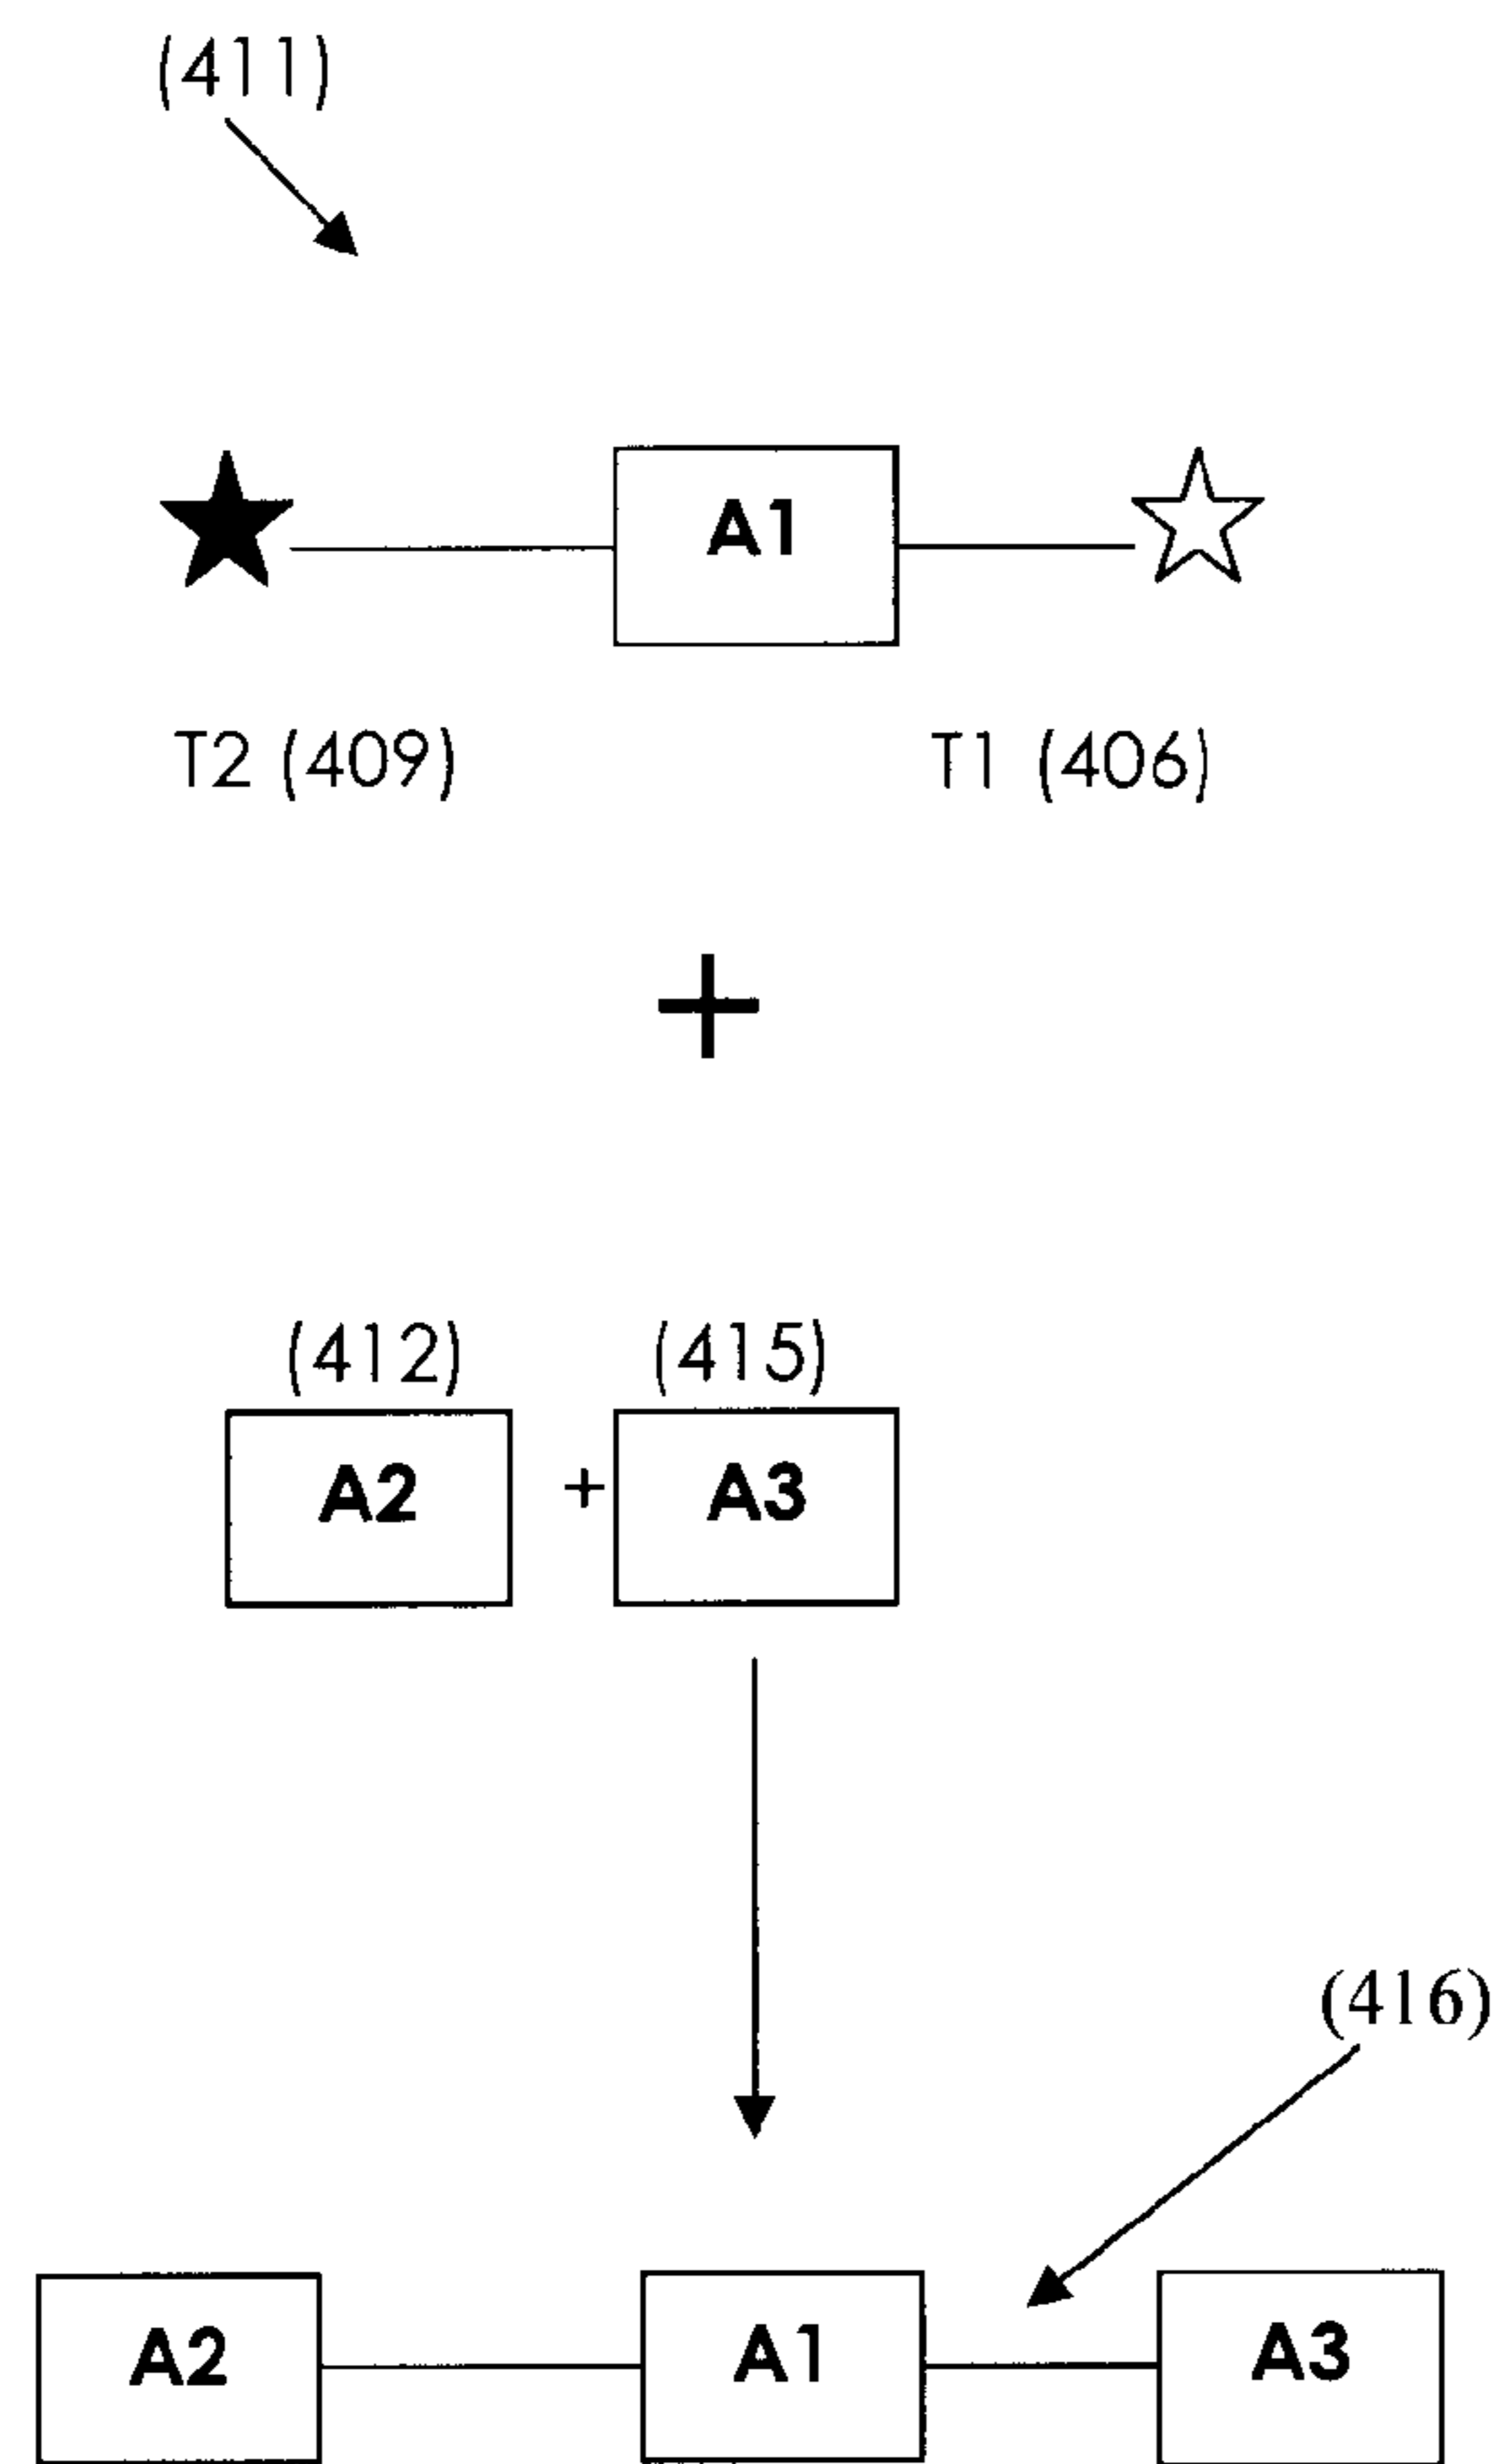 (411)
A1
T2 (409) T1 (406)
+
(412) (415)
A2 + A3
(416)
A2 A1 A3